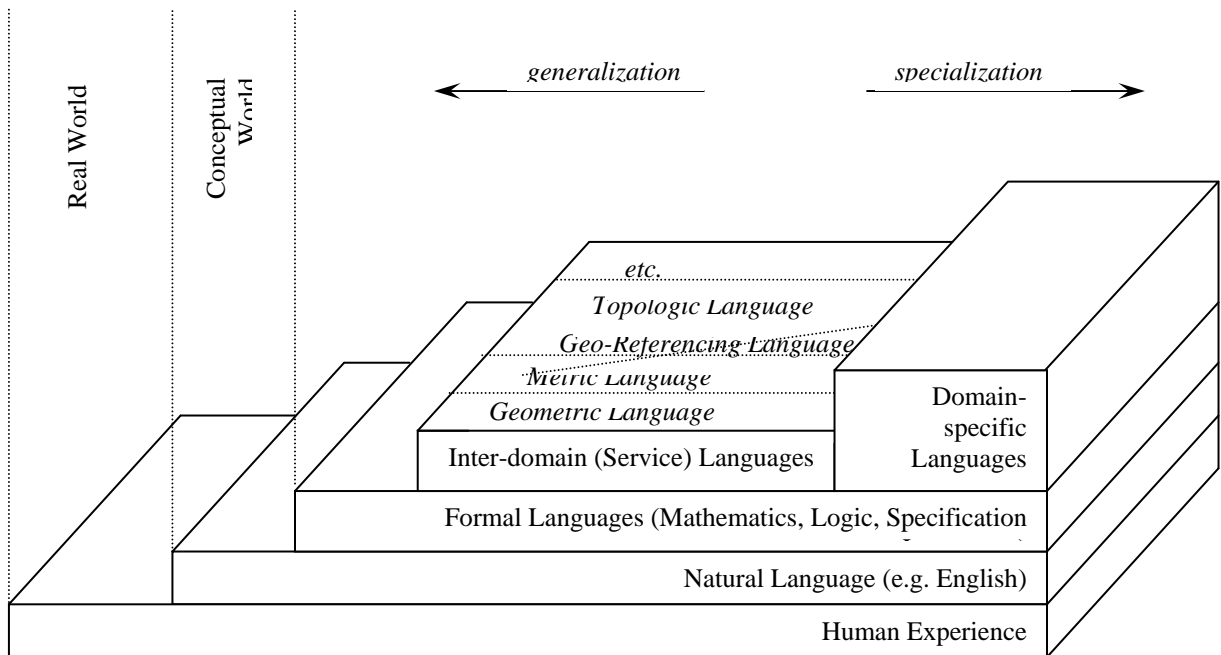 generalization
specialization
Real World
Conceptual
World
etc.
Topologic Language
Geo-Referencing Language
Metric Language
Geometric Language
Domain-
specific
Languages
Inter-domain (Service) Languages
Formal Languages (Mathematics, Logic, Specification
Natural Language (e.g. English)
Human Experience